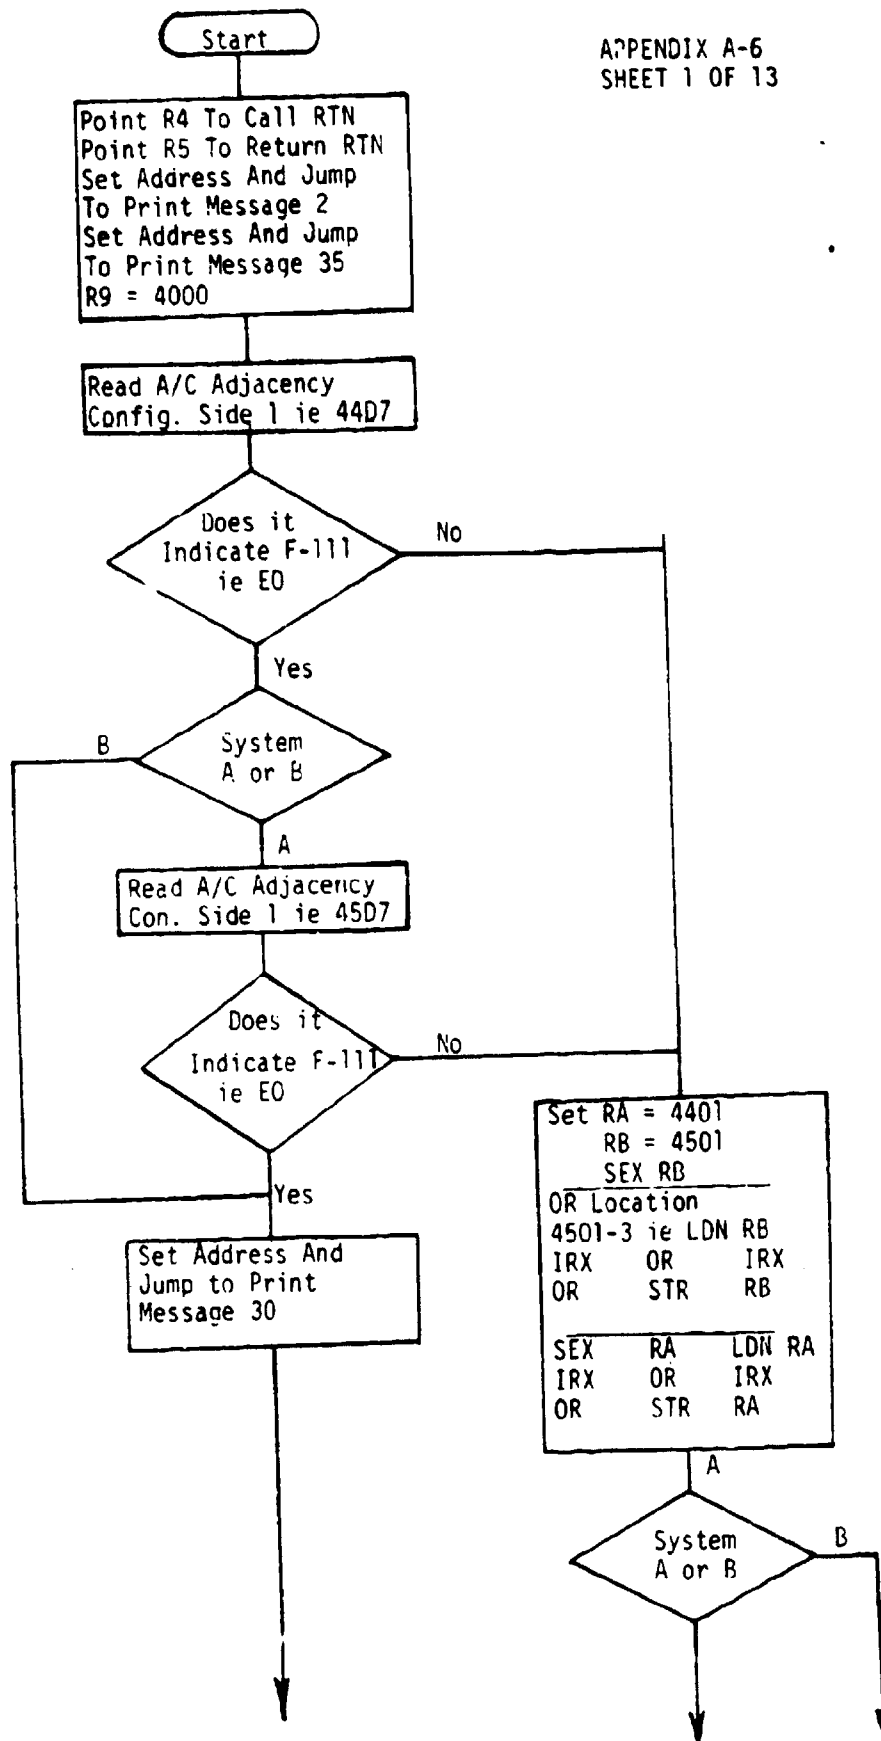 Start
APPENDIX A-6
SHEET 1 OF 13
Point R4 To Call RTN
Point R5 To Return RTN
Set Address And Jump
To Print Message 2
Set Address And Jump
To Print Message 35
R9 = 4000
Read A/C Adjacency
Config. Side 1 ie 44D7
Does it
Indicate F-111
ie E0
No
Yes
System
A or B
B
A
Read A/C Adjacency
Con. Side 1 ie 45D7
Does it
Indicate F-111
ie E0
No
Yes
Set Address And
Jump to Print
Message 30
Set RA = 4401
RB = 4501
SEX RB
OR Location
4501-3 ie LDN RB
IRX OR IRX
OR STR RB
SEX RA LDN RA
IRX OR IRX
OR STR RA
A
System
A or B
B